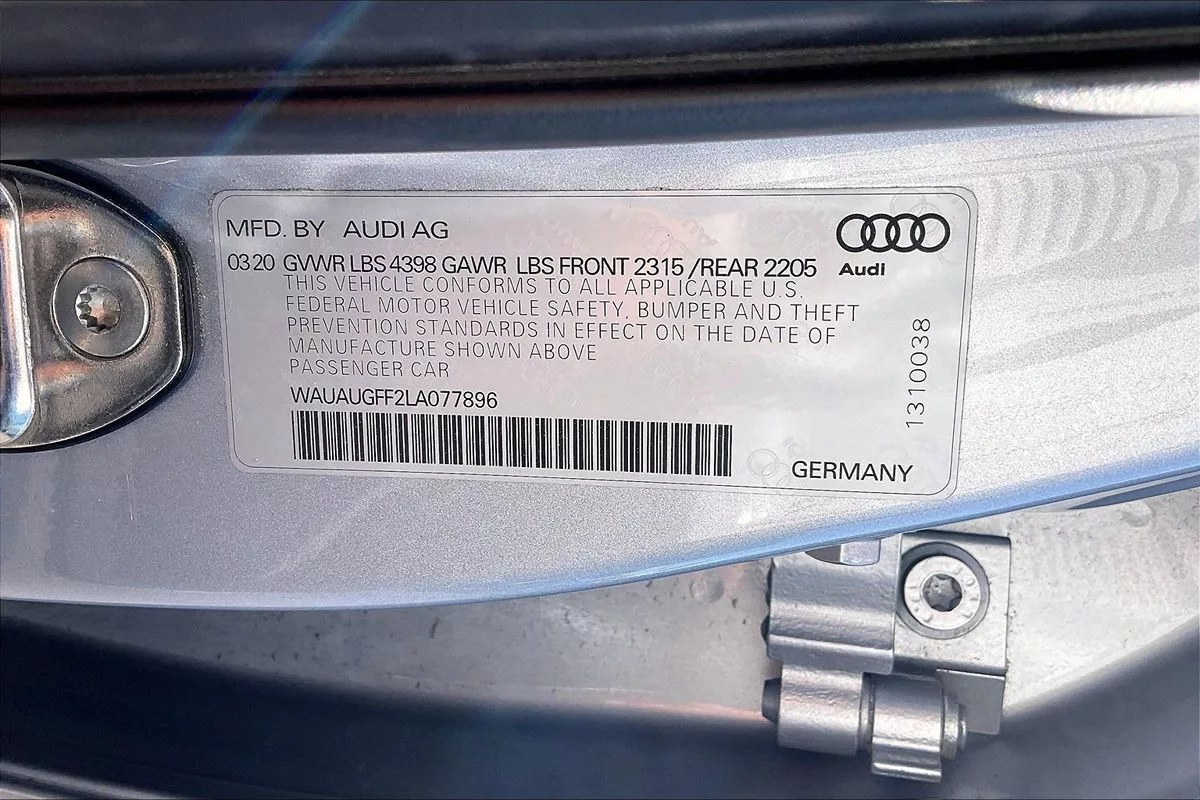 MFD. BY AUDI AG
Audi
0320 GVWR LBS 4398 GAWR LBS FRONT 2315 /REAR 2205
THIS VEHICLE CONFORMS TO ALL APPLICABLE U.S.
FEDERAL MOTOR VEHICLE SAFETY, BUMPER AND THEFT
PREVENTION STANDARDS IN EFFECT ON THE DATE OF
MANUFACTURE SHOWN ABOVE
PASSENGER CAR
WAUAUGFF2LA077896
1310038
GERMANY